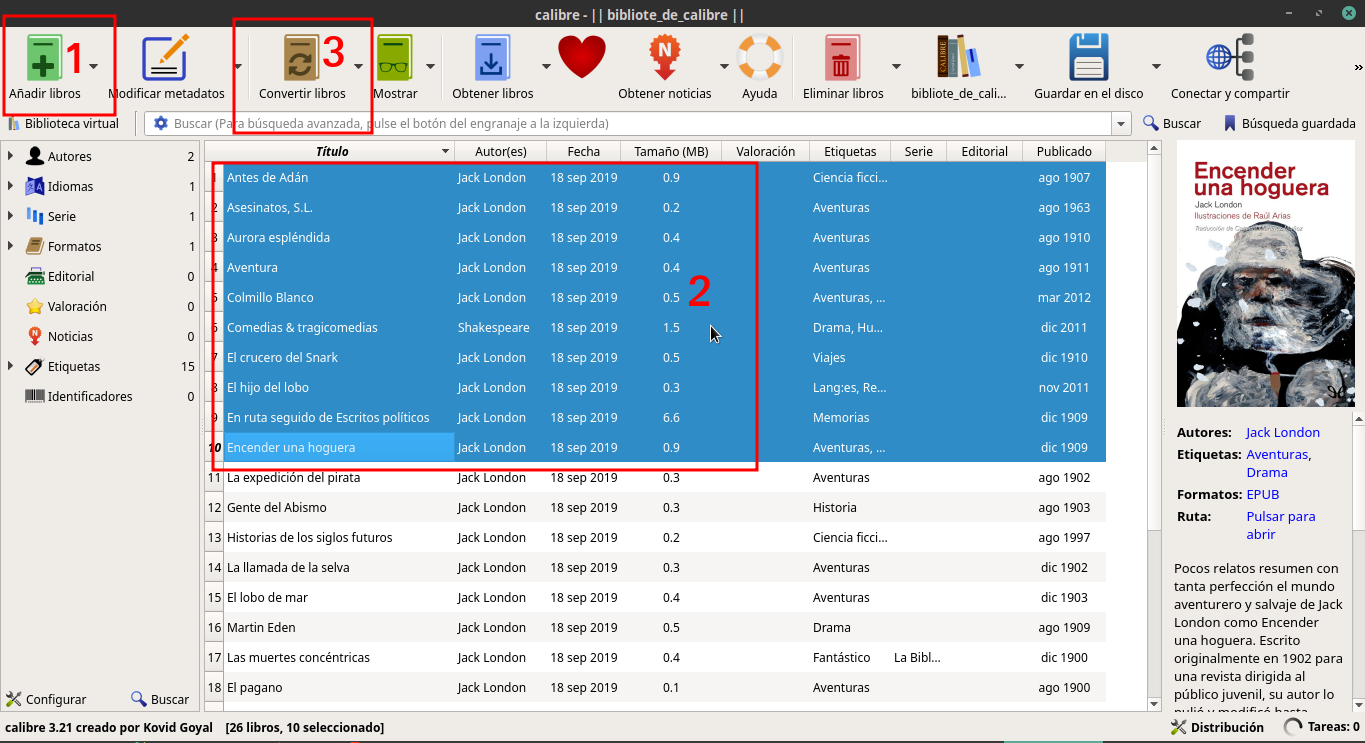 calibre - || bibliote_de_calibre ||
1
3
Añadir libros
Modificar metadatos
Convertir libros
Mostrar
Obtener libros
Obtener noticias
Ayuda
Eliminar libros
bibliote_de_cali...
Guardar en el disco
Conectar y compartir
Biblioteca virtual
Buscar (Para búsqueda avanzada, pulse el botón del engranaje a la izquierda)
Buscar
Búsqueda guardada
Autores 2
Idiomas 1
Serie 1
Formatos 1
Editorial 0
Valoración 0
Noticias 0
Etiquetas 15
Identificadores 0
Configurar
Buscar
Título Autor(es) Fecha Tamaño (MB) Valoración Etiquetas Serie Editorial Publicado
1 Antes de Adán Jack London 18 sep 2019 0.9 Ciencia ficci... ago 1907
2 Asesinatos, S.L. Jack London 18 sep 2019 0.2 Aventuras ago 1963
3 Aurora espléndida Jack London 18 sep 2019 0.4 Aventuras ago 1910
4 Aventura Jack London 18 sep 2019 0.4 Aventuras ago 1911
5 Colmillo Blanco Jack London 18 sep 2019 0.5 Aventuras, ... mar 2012
2
6 Comedias & tragicomedias Shakespeare 18 sep 2019 1.5 Drama, Hu... dic 2011
7 El crucero del Snark Jack London 18 sep 2019 0.5 Viajes dic 1910
8 El hijo del lobo Jack London 18 sep 2019 0.3 Lang:es, Re... nov 2011
9 En ruta seguido de Escritos políticos Jack London 18 sep 2019 6.6 Memorias dic 1909
10 Encender una hoguera Jack London 18 sep 2019 0.9 Aventuras, ... dic 1909
11 La expedición del pirata Jack London 18 sep 2019 0.3 Aventuras ago 1902
12 Gente del Abismo Jack London 18 sep 2019 0.3 Historia ago 1903
13 Historias de los siglos futuros Jack London 18 sep 2019 0.2 Ciencia ficci... ago 1997
14 La llamada de la selva Jack London 18 sep 2019 0.3 Aventuras dic 1902
15 El lobo de mar Jack London 18 sep 2019 0.4 Aventuras dic 1903
16 Martin Eden Jack London 18 sep 2019 0.5 Drama ago 1909
17 Las muertes concéntricas Jack London 18 sep 2019 0.4 Fantástico La Bibl... dic 1900
18 El pagano Jack London 18 sep 2019 0.1 Aventuras ago 1900
Encender
una hoguera
Jack London
Ilustraciones de Raúl Arias
Autores: Jack London
Etiquetas: Aventuras,
Drama
Formatos: EPUB
Ruta: Pulsar para
abrir
Pocos relatos resumen con
tanta perfección el mundo
aventurero y salvaje de Jack
London como Encender
una hoguera. Escrito
originalmente en 1902 para
una revista dirigida al
público juvenil, su autor lo
pulió y modificó hasta
calibre 3.21 creado por Kovid Goyal [26 libros, 10 seleccionado]
Distribución
Tareas: 0